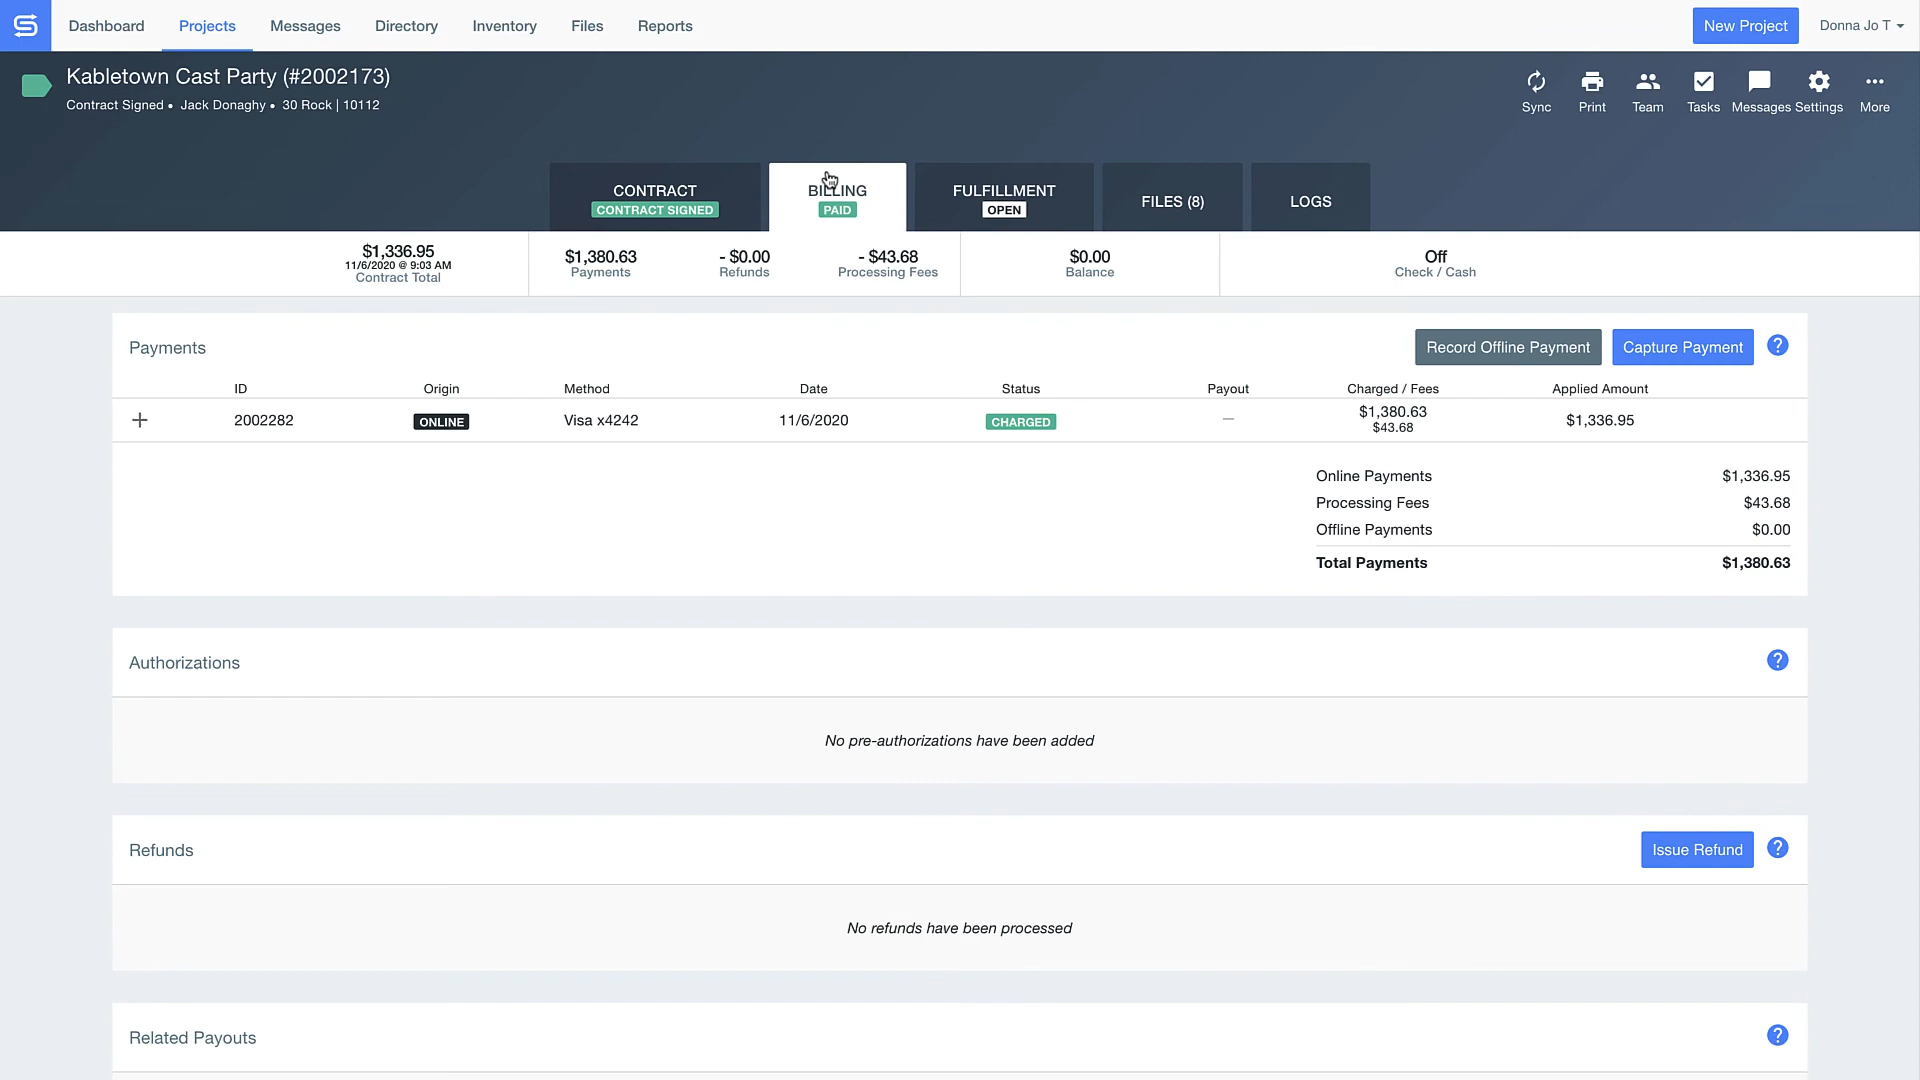 Dashboard Projects Messages Directory Inventory Files Reports New Project Donna Jo T
Kabletown Cast Party (#2002173)
Contract Signed • Jack Donaghy • 30 Rock | 10112
Sync Print Team Tasks Messages Settings More
CONTRACT
CONTRACT SIGNED
BILLING
PAID
FULFILLMENT
OPEN
FILES (8)
LOGS
$1,336.95
11/6/2020 @ 9:03 AM
Contract Total
$1,380.63
Payments
- $0.00
Refunds
- $43.68
Processing Fees
$0.00
Balance
Off
Check / Cash
Payments Record Offline Payment Capture Payment ?
ID Origin Method Date Status Payout Charged / Fees Applied Amount
+ 2002282 ONLINE Visa x4242 11/6/2020 CHARGED — $1,380.63 $1,336.95
$43.68
Online Payments $1,336.95
Processing Fees $43.68
Offline Payments $0.00
Total Payments $1,380.63
Authorizations ?
No pre-authorizations have been added
Refunds Issue Refund ?
No refunds have been processed
Related Payouts ?